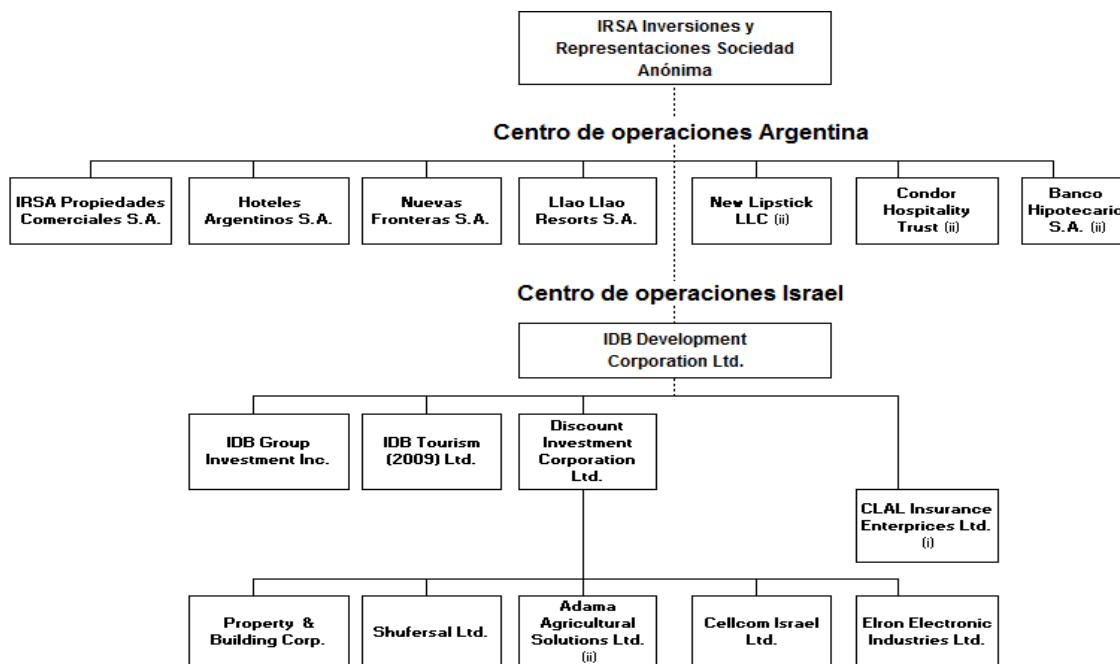 IRSA Inversiones y
Representaciones Sociedad
Anónima
Centro de operaciones Argentina
IRSA Propiedades
Comerciales S.A.
Hoteles
Argentinos S.A.
Nuevas
Fronteras S.A.
Llao Llao
Resorts S.A.
New Lipstick
LLC (ii)
Condor
Hospitality
Trust (ii)
Banco
Hipotecario
S.A. (ii)
Centro de operaciones Israel
IDB Development
Corporation Ltd.
IDB Group
Investment Inc.
IDB Tourism
(2009) Ltd.
Discount
Investment
Corporation
Ltd.
CLAL Insurance
Enterprices Ltd.
(i)
Property & 
Building Corp.
Shufersal Ltd.
Adama
Agricultural
Solutions Ltd.
(ii)
Cellcom Israel
Ltd.
Elron Electronic
Industries Ltd.